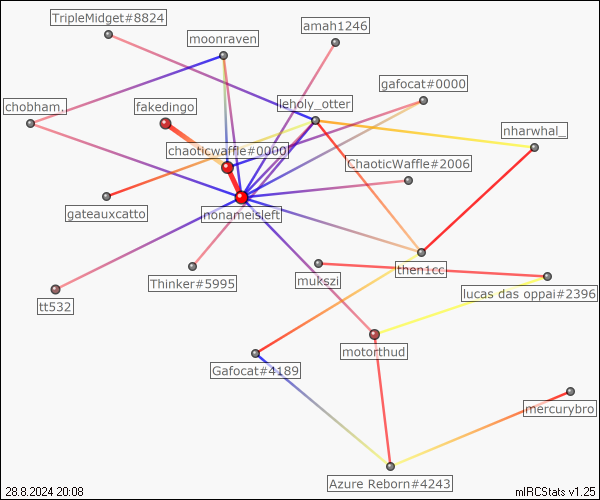 TripleMidget#8824
moonraven
amah1246
gafocat#0000
chobham.
fakedingo
leholy_otter
nharwhal_
chaoticwaffle#0000
ChaoticWaffle#2006
gateauxcatto
nonameisleft
then1cc
Thinker#5995
mukszi
lucas das oppai#2396
tt532
motorthud
Gafocat#4189
mercurybro
Azure Reborn#4243
28.8.2024 20:08
mIRCStats v1.25